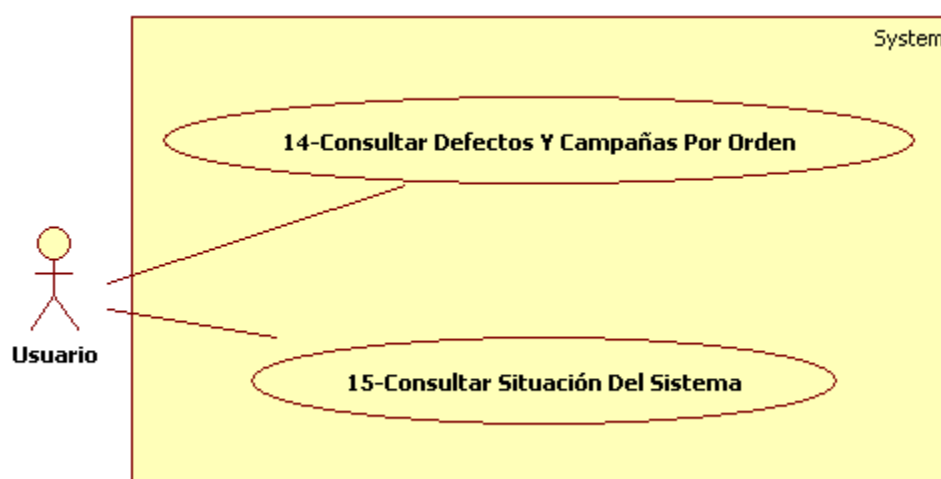 System
14-Consultar Defectos Y Campañas Por Orden
Usuario
15-Consultar Situación Del Sistema